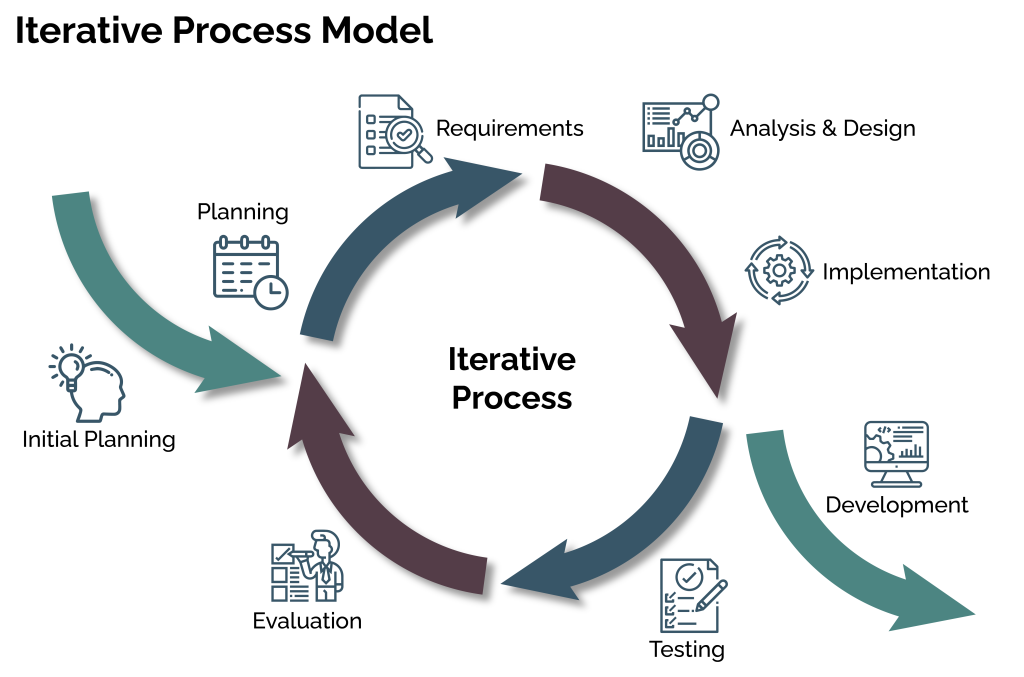 Iterative Process Model
Requirements
Analysis & Design
Planning
Implementation
Iterative
Process
Initial Planning
Development
Evaluation
Testing